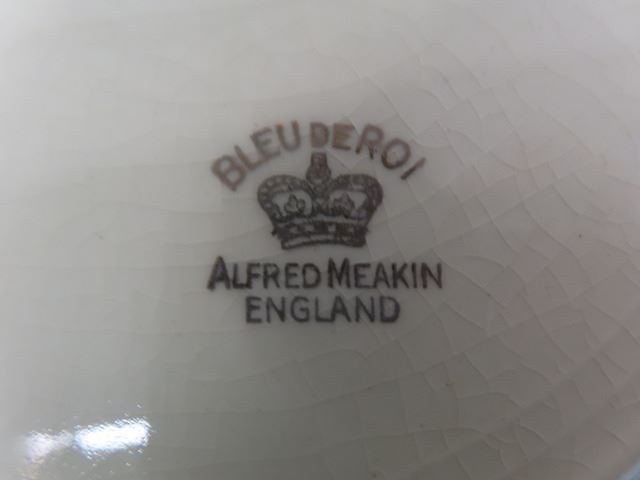 BLEU DE ROI
ALFRED MEAKIN
ENGLAND